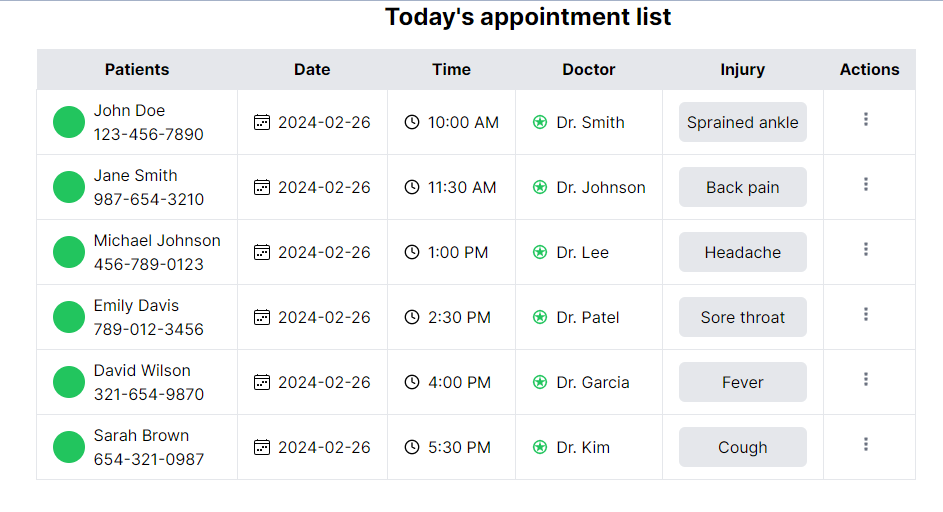 Today's appointment list
Patients Date Time Doctor Injury Actions
John Doe
123-456-7890 2024-02-26 10:00 AM Dr. Smith Sprained ankle
Jane Smith
987-654-3210 2024-02-26 11:30 AM Dr. Johnson Back pain
Michael Johnson
456-789-0123 2024-02-26 1:00 PM Dr. Lee Headache
Emily Davis
789-012-3456 2024-02-26 2:30 PM Dr. Patel Sore throat
David Wilson
321-654-9870 2024-02-26 4:00 PM Dr. Garcia Fever
Sarah Brown
654-321-0987 2024-02-26 5:30 PM Dr. Kim Cough